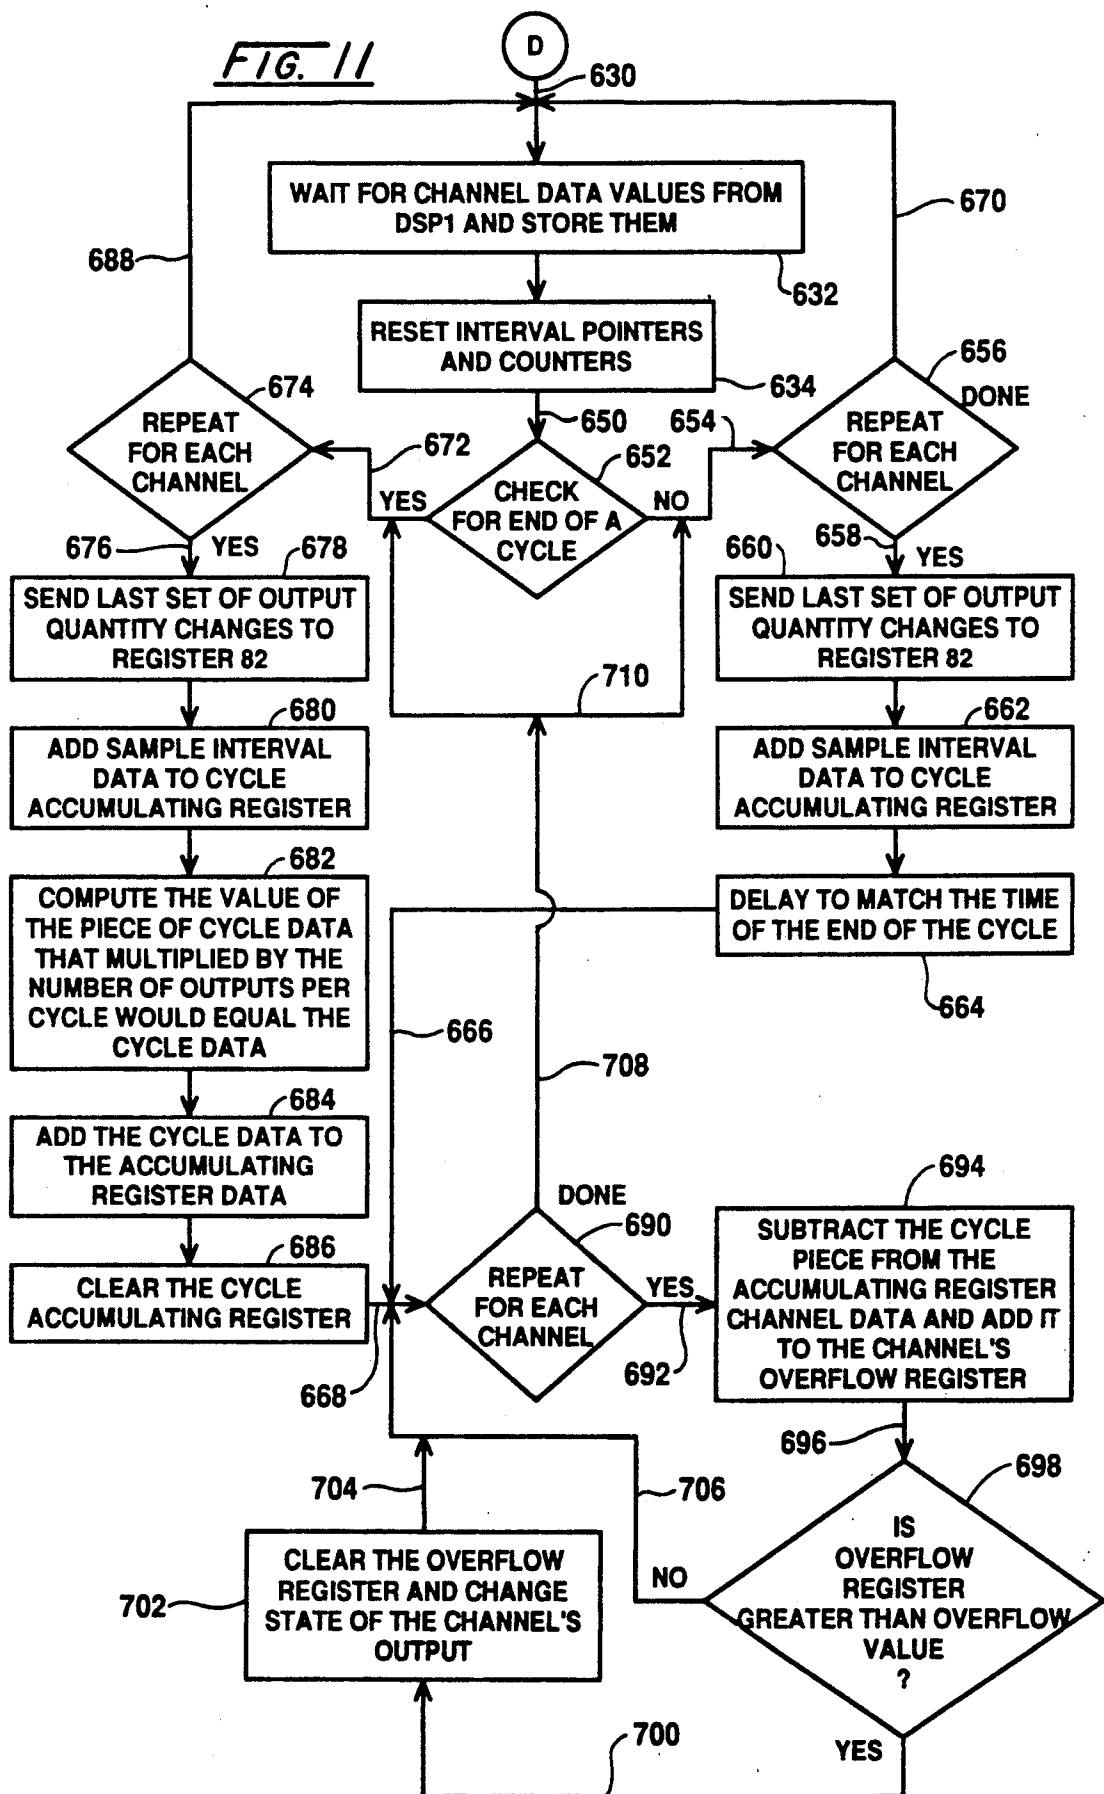 FIG. 11
D
630
WAIT FOR CHANNEL DATA VALUES FROM
DSP1 AND STORE THEM
632
670
688
RESET INTERVAL POINTERS
AND COUNTERS
634
656
DONE
674
REPEAT
FOR EACH
CHANNEL
672
650
652
654
YES
CHECK
FOR END OF A
CYCLE
NO
REPEAT
FOR EACH
CHANNEL
676
YES
678
SEND LAST SET OF OUTPUT
QUANTITY CHANGES TO
REGISTER 82
658
YES
660
SEND LAST SET OF OUTPUT
QUANTITY CHANGES TO
REGISTER 82
710
680
ADD SAMPLE INTERVAL
DATA TO CYCLE
ACCUMULATING REGISTER
662
ADD SAMPLE INTERVAL
DATA TO CYCLE
ACCUMULATING REGISTER
682
COMPUTE THE VALUE OF
THE PIECE OF CYCLE DATA
THAT MULTIPLIED BY THE
NUMBER OF OUTPUTS PER
CYCLE WOULD EQUAL THE
CYCLE DATA
DELAY TO MATCH THE TIME
OF THE END OF THE CYCLE
664
666
708
684
ADD THE CYCLE DATA TO
THE ACCUMULATING
REGISTER DATA
686
CLEAR THE CYCLE
ACCUMULATING REGISTER
668
DONE
690
REPEAT
FOR EACH
CHANNEL
YES
692
694
SUBTRACT THE CYCLE
PIECE FROM THE
ACCUMULATING REGISTER
CHANNEL DATA AND ADD IT
TO THE CHANNEL'S
OVERFLOW REGISTER
696
698
IS
OVERFLOW
REGISTER
GREATER THAN OVERFLOW
VALUE
?
NO
706
704
702
CLEAR THE OVERFLOW
REGISTER AND CHANGE
STATE OF THE CHANNEL'S
OUTPUT
700
YES